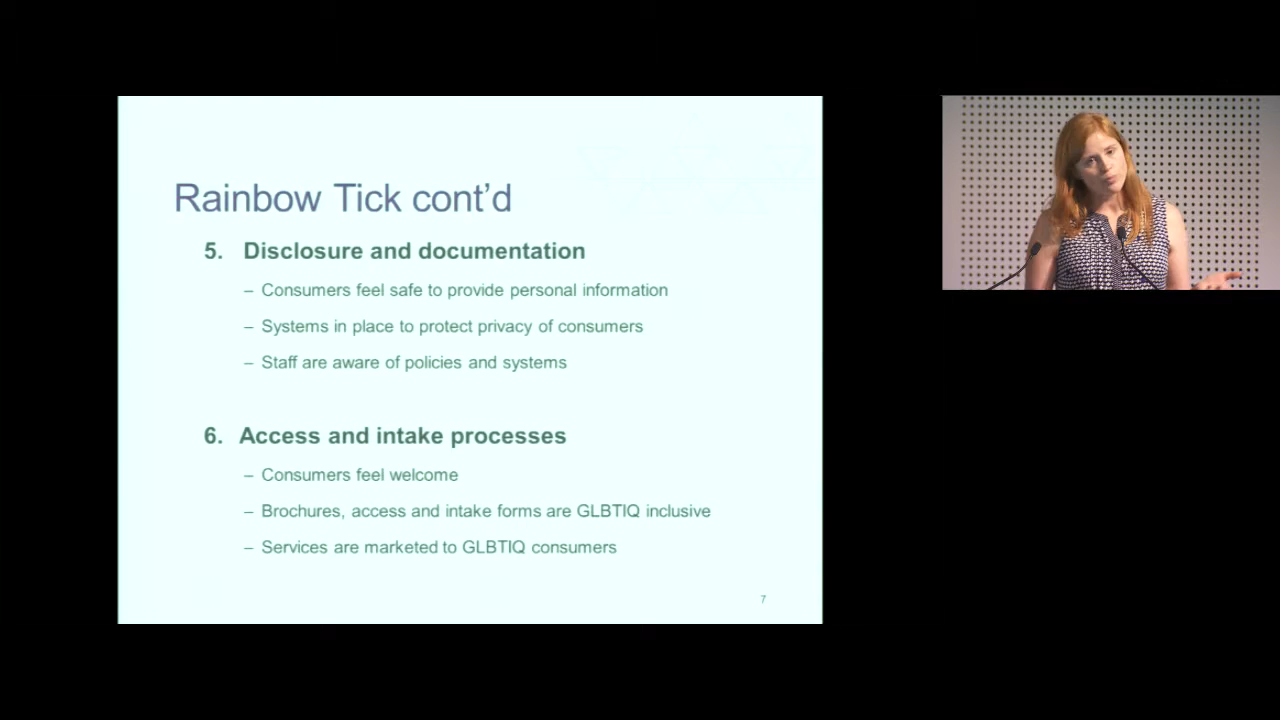 Rainbow Tick cont’d
5. Disclosure and documentation
– Consumers feel safe to provide personal information
– Systems in place to protect privacy of consumers
– Staff are aware of policies and systems
6. Access and intake processes
– Consumers feel welcome
– Brochures, access and intake forms are GLBTIQ inclusive
– Services are marketed to GLBTIQ consumers
7